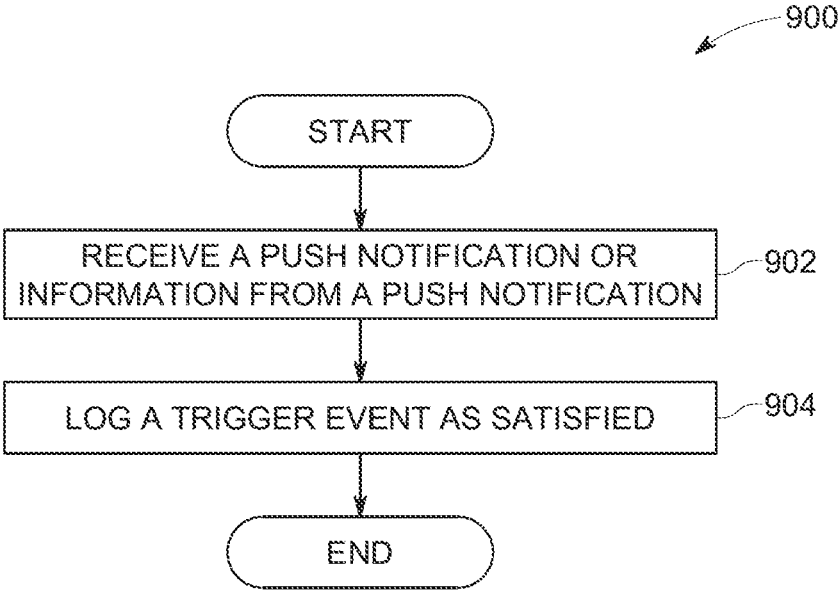 900
START
RECEIVE A PUSH NOTIFICATION OR
INFORMATION FROM A PUSH NOTIFICATION
902
LOG A TRIGGER EVENT AS SATISFIED
904
END